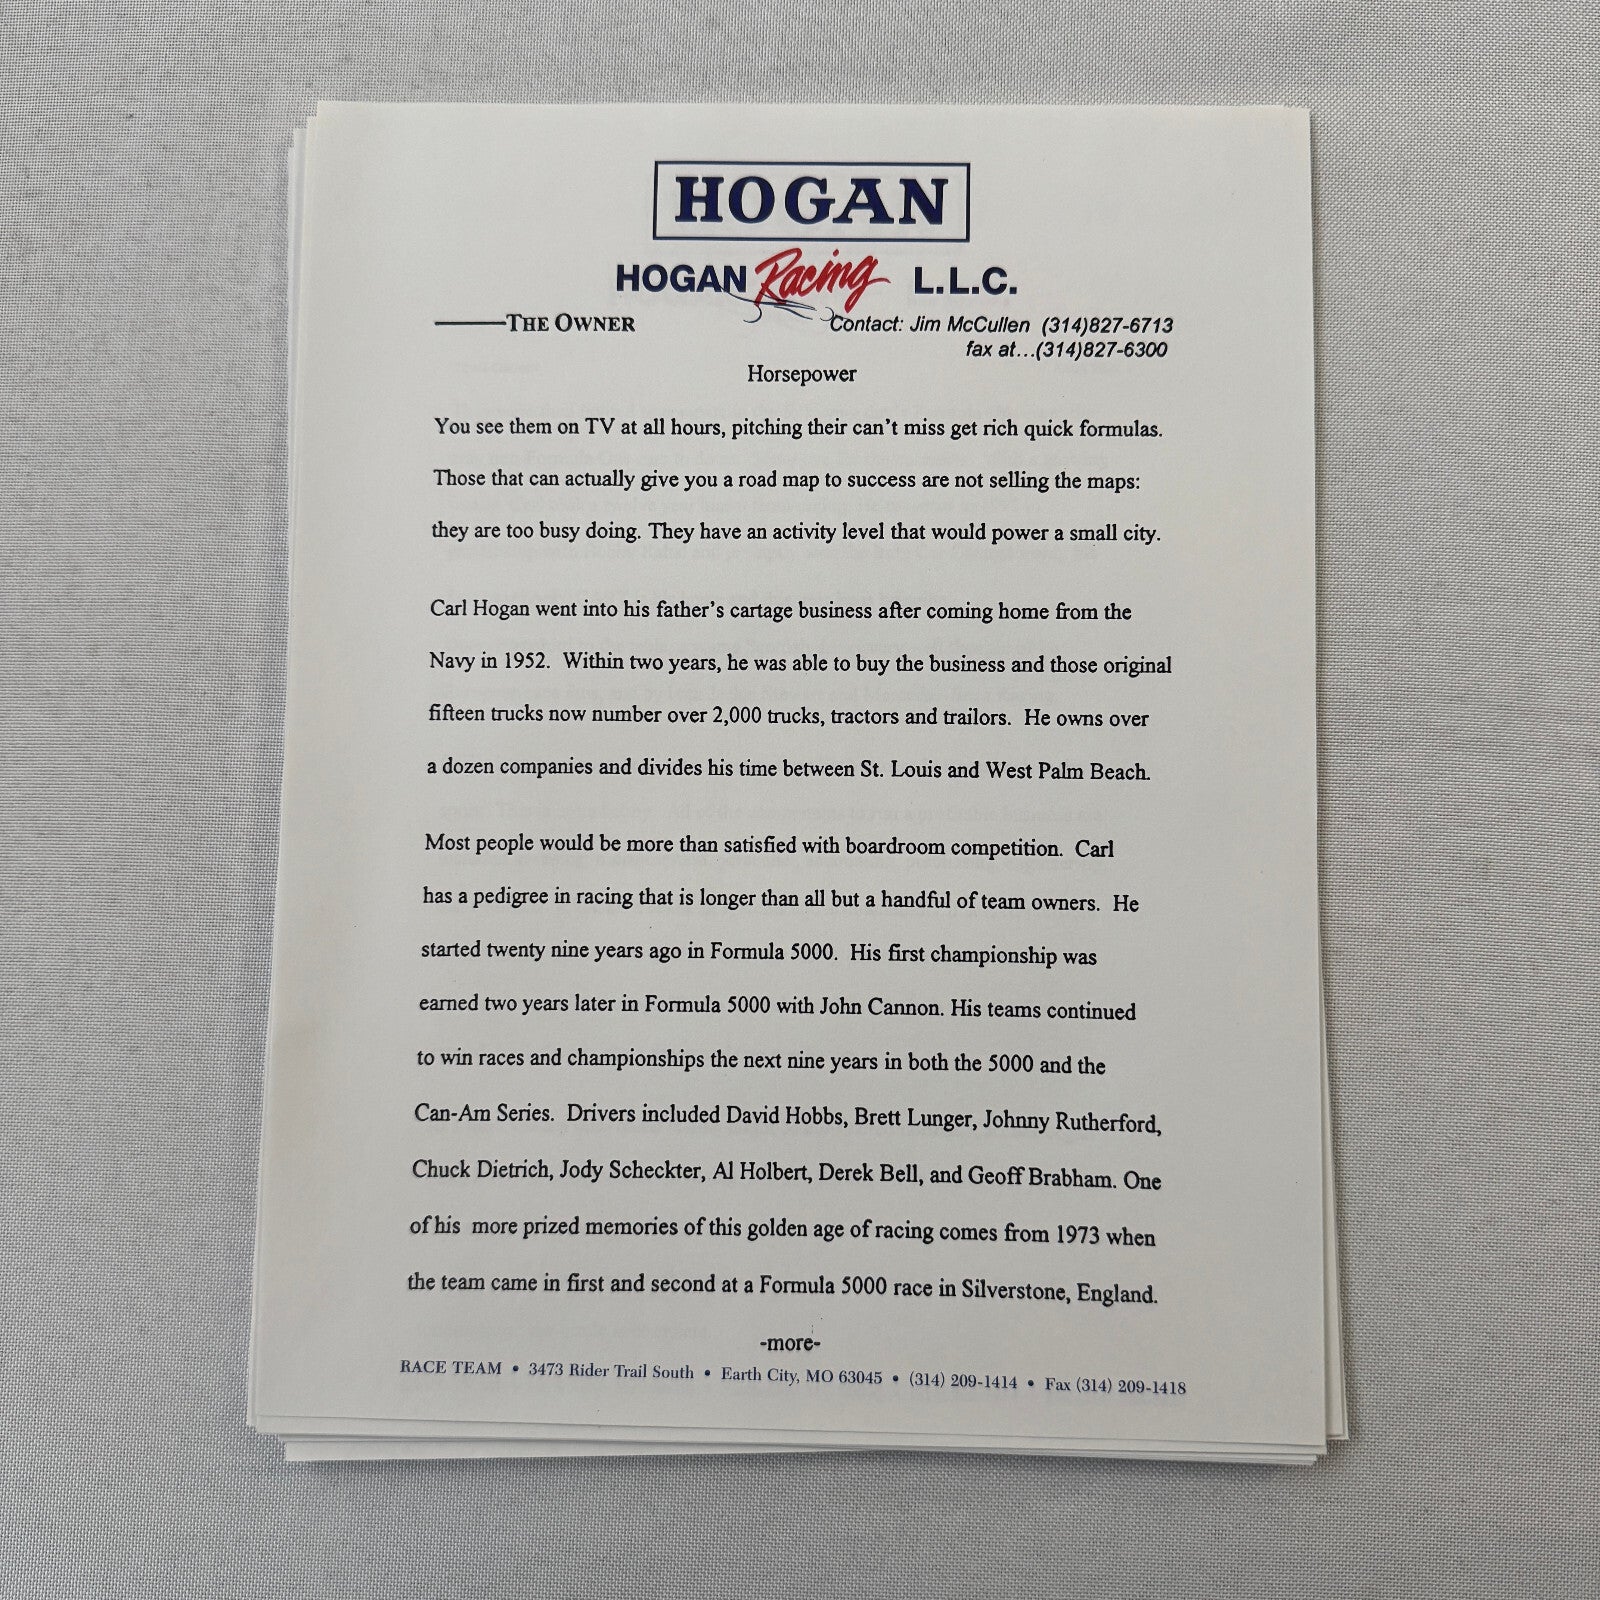 HOGAN
HOGAN Racing L.L.C.
THE OWNER
Contact: Jim McCullen (314)827-6713
fax at...(314)827-6300
Horsepower
You see them on TV at all hours, pitching their can't miss get rich quick formulas.
Those that can actually give you a road map to success are not selling the maps:
they are too busy doing. They have an activity level that would power a small city.
Carl Hogan went into his father's cartage business after coming home from the
Navy in 1952. Within two years, he was able to buy the business and those original
fifteen trucks now number over 2,000 trucks, tractors and trailors. He owns over
a dozen companies and divides his time between St. Louis and West Palm Beach.
Most people would be more than satisfied with boardroom competition. Carl
has a pedigree in racing that is longer than all but a handful of team owners. He
started twenty nine years ago in Formula 5000. His first championship was
earned two years later in Formula 5000 with John Cannon. His teams continued
to win races and championships the next nine years in both the 5000 and the
Can-Am Series. Drivers included David Hobbs, Brett Lunger, Johnny Rutherford,
Chuck Dietrich, Jody Scheckter, Al Holbert, Derek Bell, and Geoff Brabham. One
of his more prized memories of this golden age of racing comes from 1973 when
the team came in first and second at a Formula 5000 race in Silverstone, England.
-more-
RACE TEAM • 3473 Rider Trail South • Earth City, MO 63045 • (314) 209-1414 • Fax (314) 209-1418